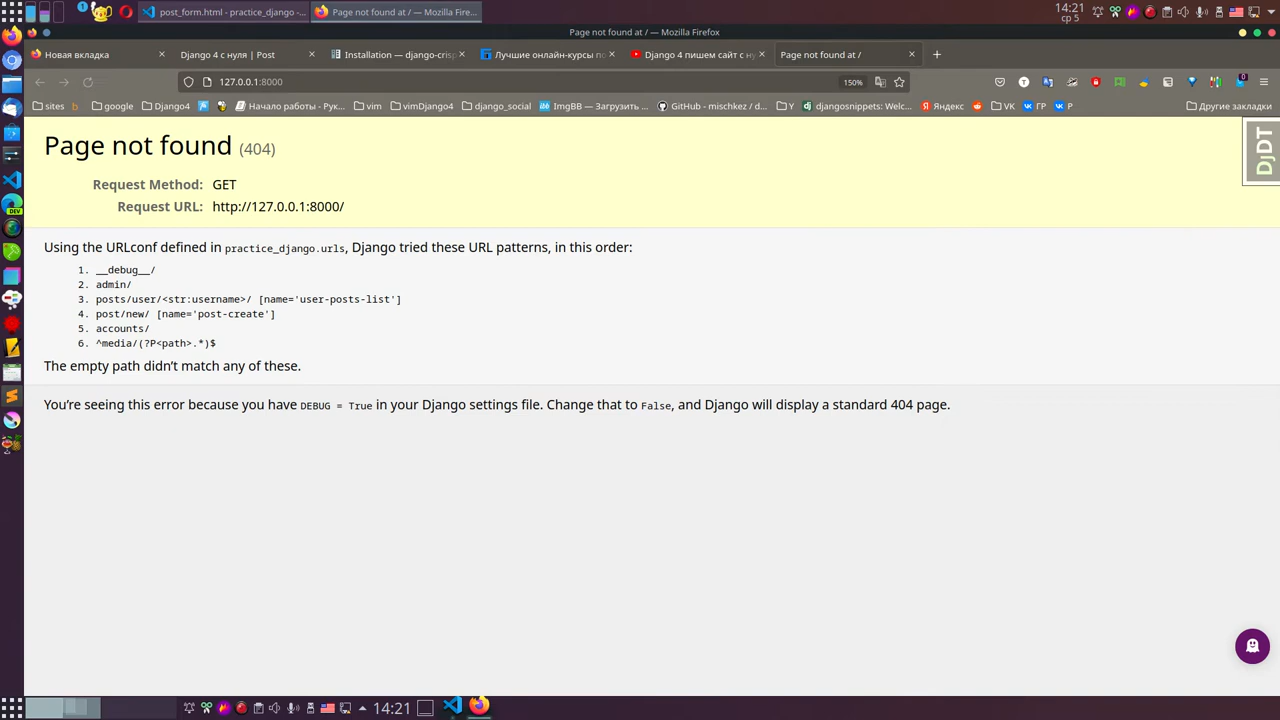 post_form.html - practice_django -...
Page not found at / — Mozilla Fire...
14:21
ср 5
Page not found at / — Mozilla Firefox
Новая вкладка
Django 4 с нуля | Post
Installation — django-crisp
Лучшие онлайн-курсы по
Django 4 пишем сайт с ну
Page not found at /
127.0.0.1:8000
150%
0
sites
google
Django4
Начало работы - Рук...
vim
vimDjango4
django_social
ImgBB — Загрузить ...
GitHub - mischkez / d...
Y
djangosnippets: Welc...
Яндекс
VK
ГР
Р
Другие закладки
Page not found (404)
DjDT
Request Method: GET
Request URL: http://127.0.0.1:8000/
Using the URLconf defined in practice_django.urls, Django tried these URL patterns, in this order:
1. __debug__/
2. admin/
3. posts/user/<str:username>/ [name='user-posts-list']
4. post/new/ [name='post-create']
5. accounts/
6. ^media/(?P<path>.*)$
The empty path didn’t match any of these.
You’re seeing this error because you have DEBUG = True in your Django settings file. Change that to False, and Django will display a standard 404 page.
14:21